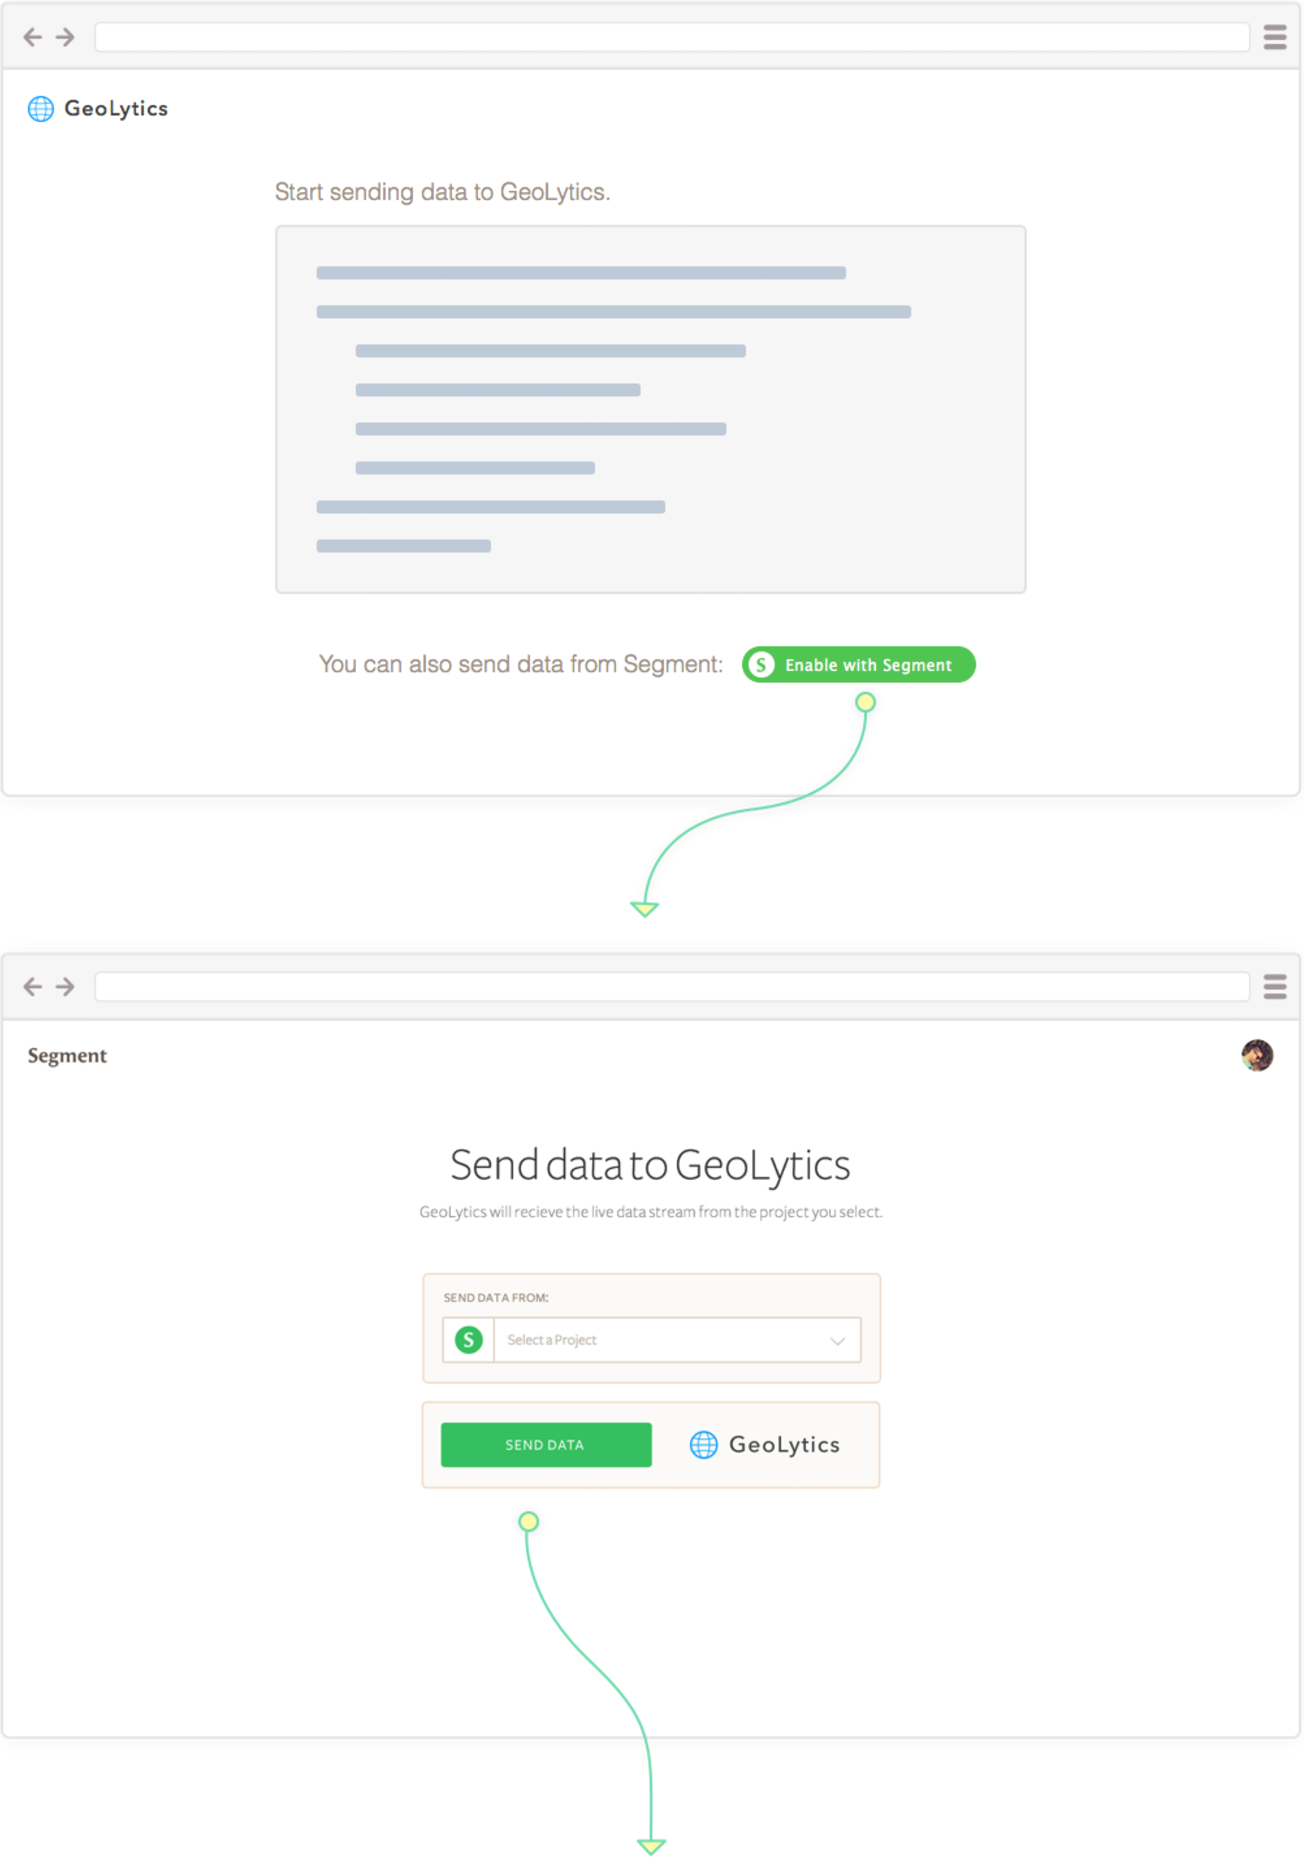 GeoLytics
Start sending data to GeoLytics.
You can also send data from Segment:
S Enable with Segment
Segment
Send data to GeoLytics
GeoLytics will recieve the live data stream from the project you select.
SEND DATA FROM:
S Select a Project
SEND DATA
GeoLytics